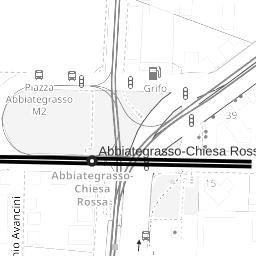 Piazza
Abbiategrasso
M2
Grifo
39
Abbiategrasso-Chiesa Ross
Abbiategrasso-
Chiesa
Rossa
15
nio Avancini